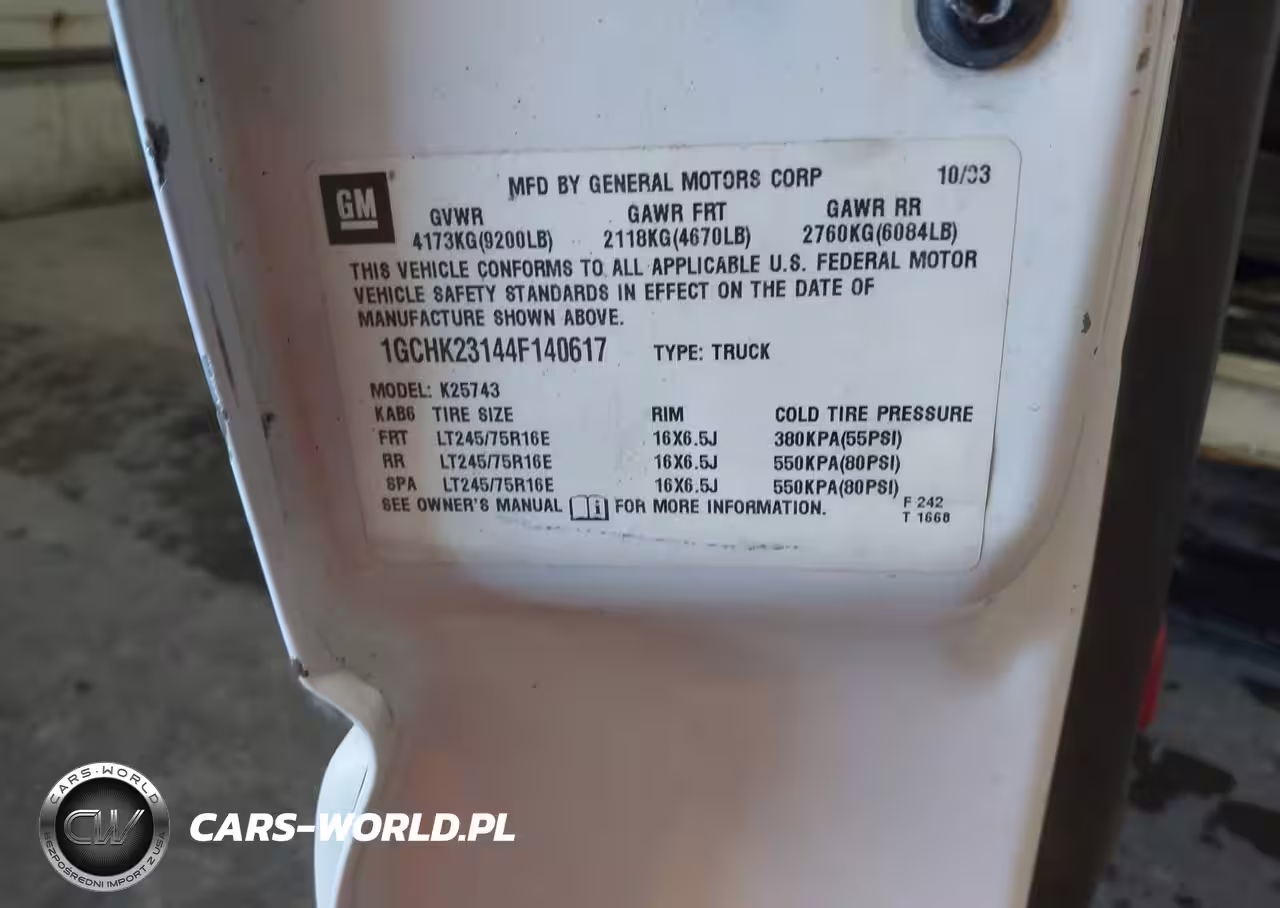 GM
MFD BY GENERAL MOTORS CORP 10/03
GVWR GAWR FRT GAWR RR
4173KG(9200LB) 2118KG(4670LB) 2760KG(6084LB)
THIS VEHICLE CONFORMS TO ALL APPLICABLE U.S. FEDERAL MOTOR
VEHICLE SAFETY STANDARDS IN EFFECT ON THE DATE OF
MANUFACTURE SHOWN ABOVE.
1GCHK23144F140617 TYPE: TRUCK
MODEL: K25743
KAB6 TIRE SIZE RIM COLD TIRE PRESSURE
FRT LT245/75R16E 16X6.5J 380KPA(55PSI)
RR LT245/75R16E 16X6.5J 550KPA(80PSI)
SPA LT245/75R16E 16X6.5J 550KPA(80PSI)
SEE OWNER'S MANUAL i FOR MORE INFORMATION.
F 242
T 1668
CARS-WORLD
CW
BEZPOŚREDNI IMPORT Z USA
CARS-WORLD.PL